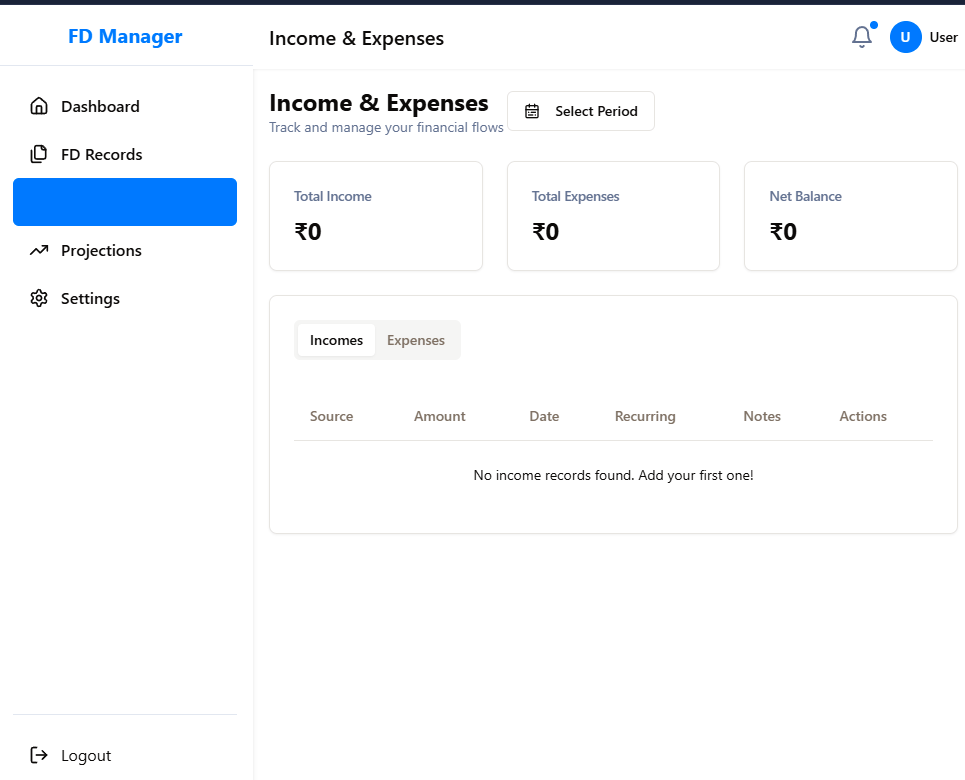 FD Manager
Income & Expenses
U
User
Dashboard
FD Records
Projections
Settings
Logout
Income & Expenses
Track and manage your financial flows
Select Period
Total Income
₹0
Total Expenses
₹0
Net Balance
₹0
Incomes
Expenses
Source Amount Date Recurring Notes Actions
No income records found. Add your first one!